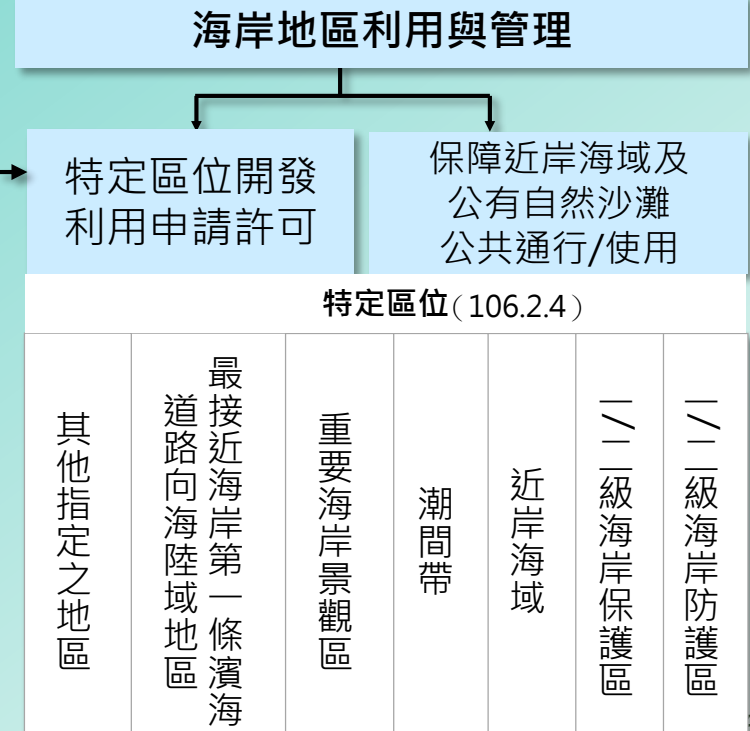 海岸地區利用與管理
特定區位開發
利用申請許可
保障近岸海域及
公有自然沙灘
公共通行/使用
特定區位(106.2.4)
一/二級海岸防護區
一/二級海岸保護區
近岸海域
潮間帶
重要海岸景觀區
最接近海岸第一條濱海
道路向海陸域地區
其他指定之地區